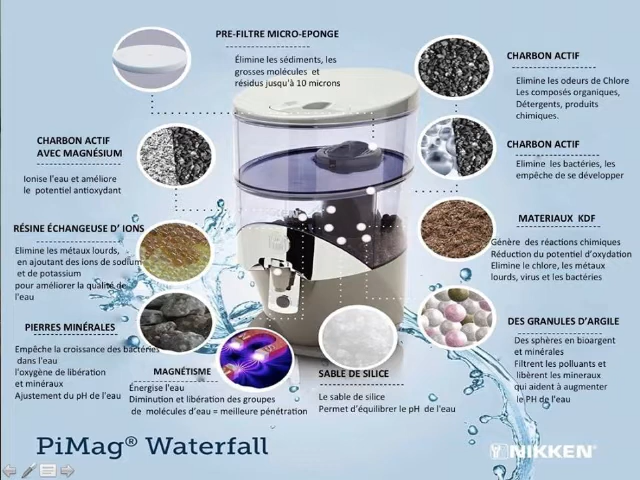 PRE-FILTRE MICRO-EPONGE
Élimine les sédiments, les
grosses molécules et
résidus jusqu'à 10 microns
CHARBON ACTIF
Elimine les odeurs de Chlore
Les composés organiques,
Détergents, produits
chimiques.
CHARBON ACTIF
AVEC MAGNÉSIUM
Ionise l'eau et améliore
le potentiel antioxydant
CHARBON ACTIF
Elimine les bactéries, les
empêche de se développer
RÉSINE ÉCHANGEUSE D' IONS
Elimine les métaux lourds,
en ajoutant des ions de sodium
et de potassium
pour améliorer la qualité de
l'eau
MATERIAUX KDF
Génère des réactions chimiques
Réduction du potentiel d'oxydation
Elimine le chlore, les métaux
lourds, virus et les bactéries
PIERRES MINÉRALES
Empêche la croissance des bactéries
dans l'eau
l'oxygène de libération
et minéraux
Ajustement du pH de l'eau
DES GRANULES D'ARGILE
Des sphères en bioargent
et minérales
Filtrent les polluants et
libèrent les mineraux
qui aident à augmenter
le PH de l'eau
MAGNÉTISME
Énergise l'eau
Diminution et libération des groupes
de molécules d'eau = meilleure pénétration
SABLE DE SILICE
Le sable de silice
Permet d'équilibrer le pH de l'eau
PiMag® Waterfall
NIKKEN®